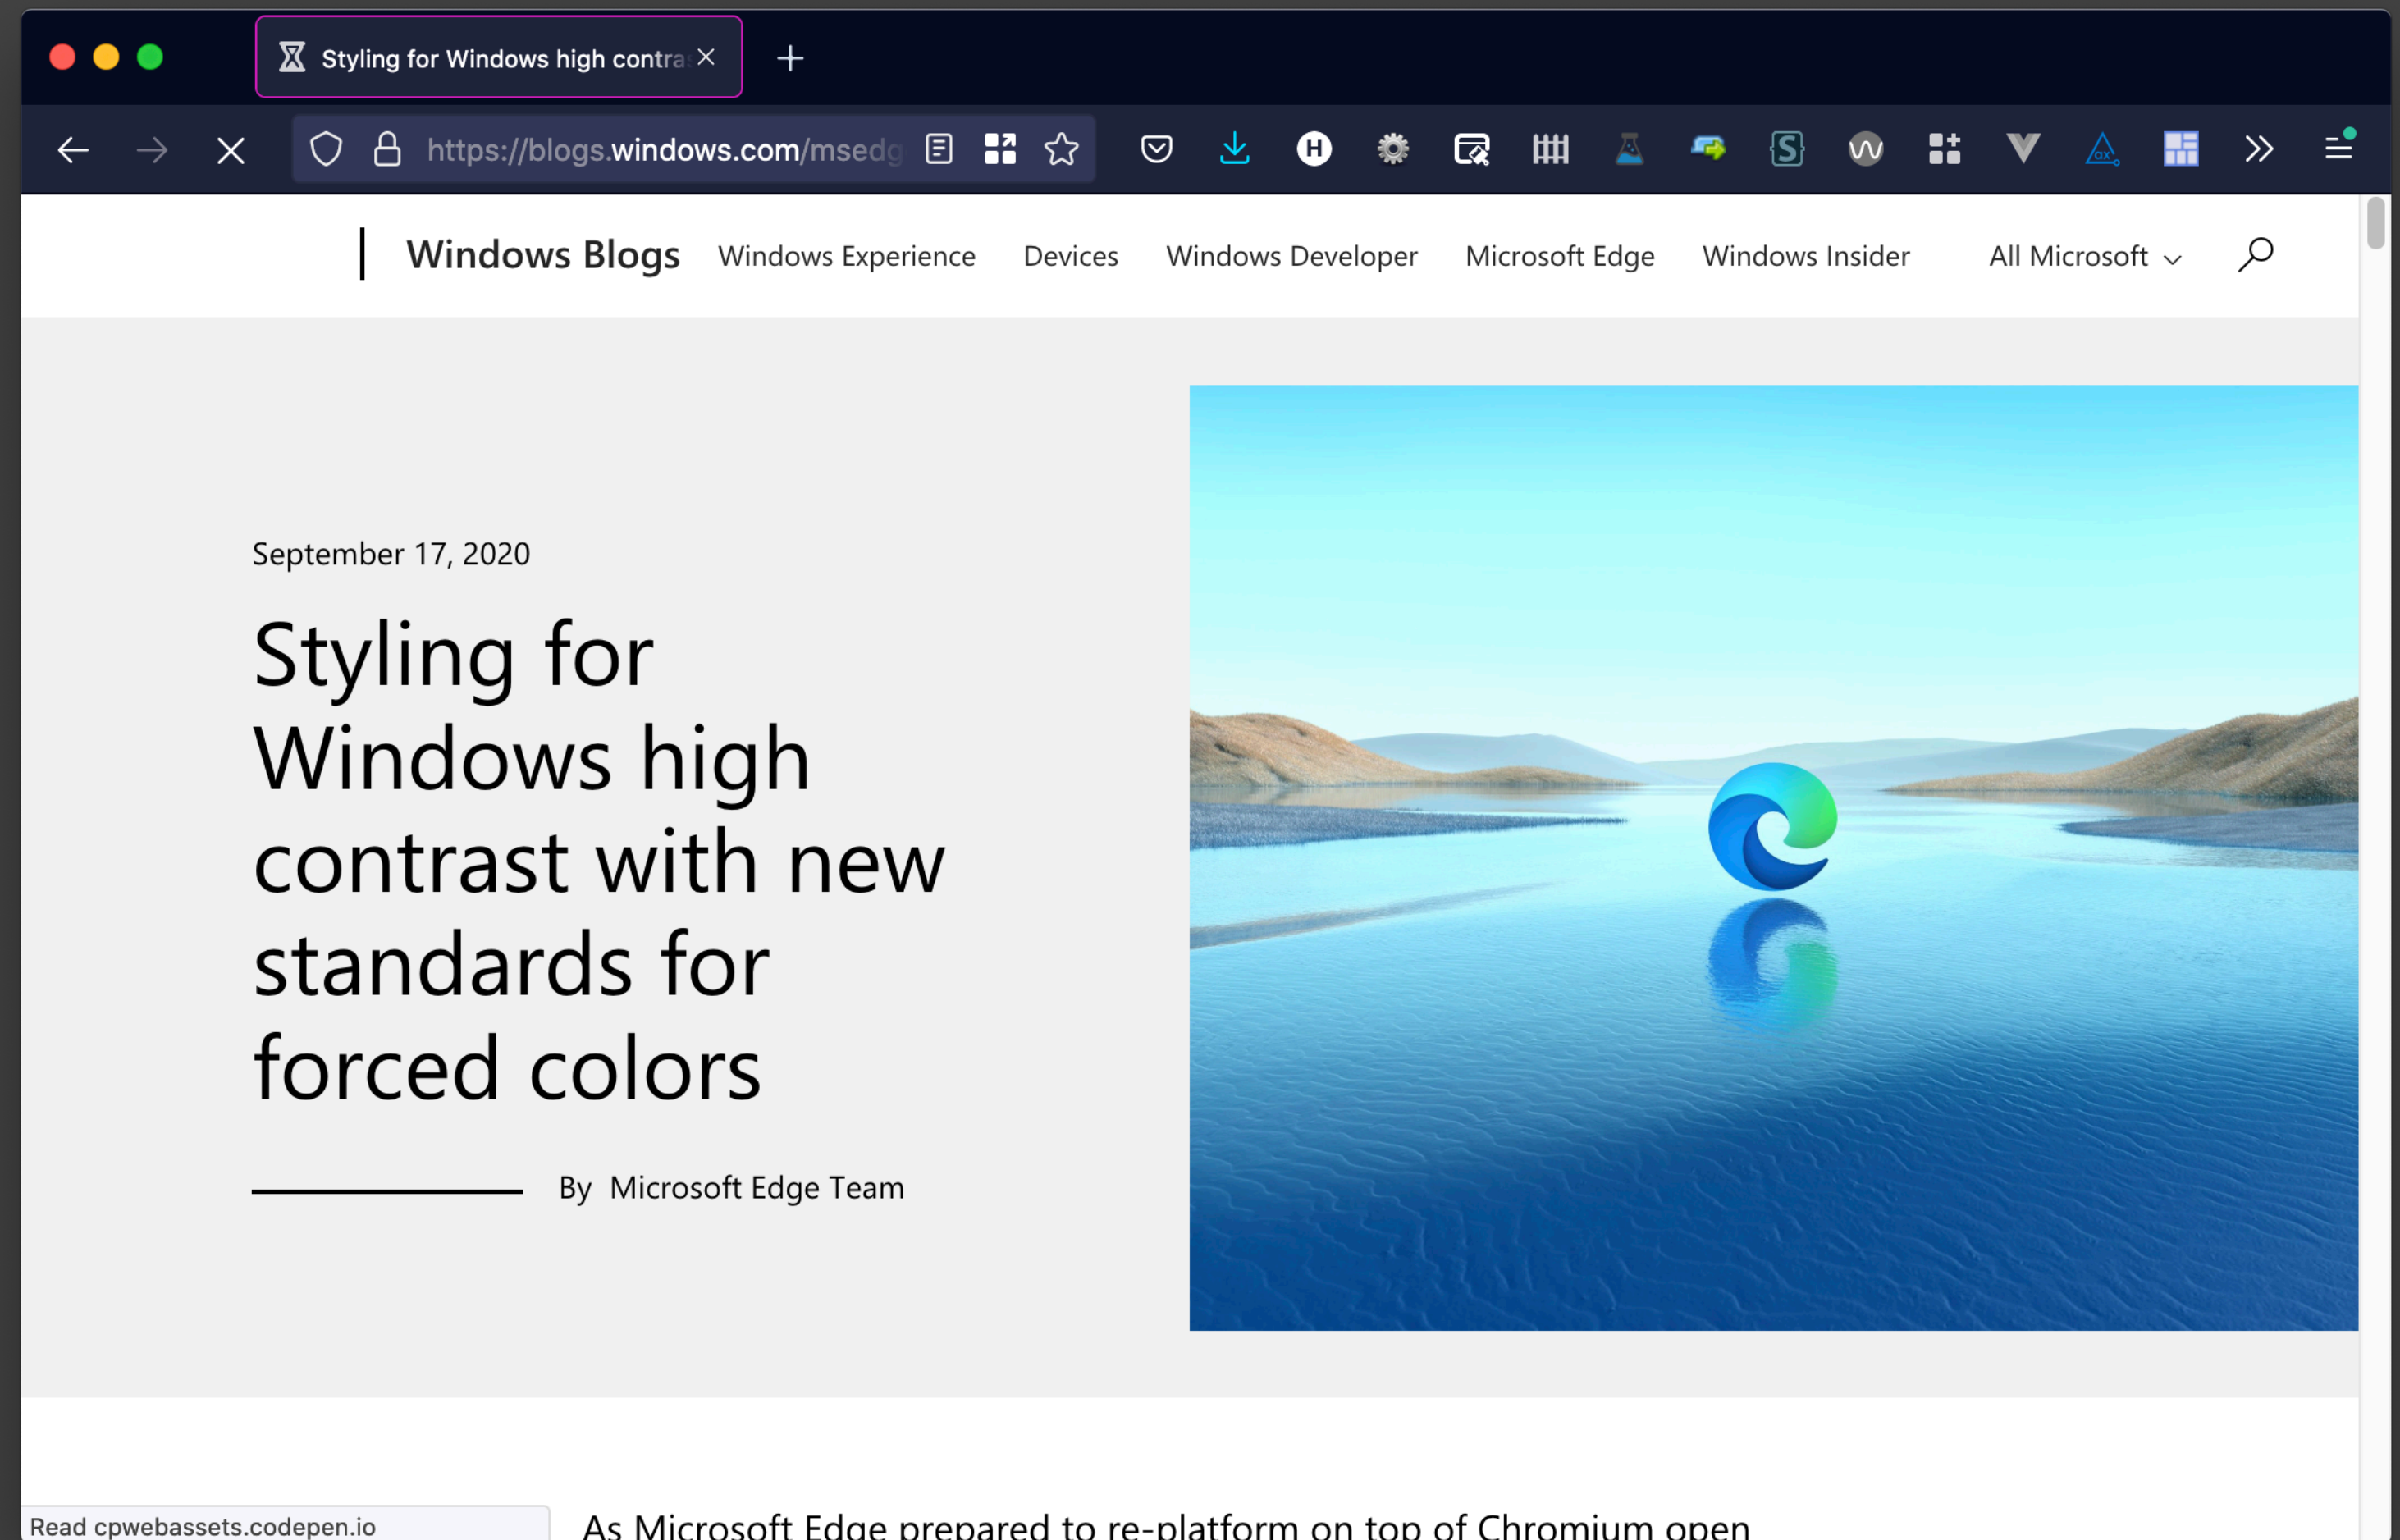 Styling for Windows high contra
https://blogs.windows.com/msedg
Windows Blogs Windows Experience Devices Windows Developer Microsoft Edge Windows Insider All Microsoft
September 17, 2020
Styling for
Windows high
contrast with new
standards for
forced colors
By Microsoft Edge Team
As Microsoft Edge prepared to re-platform on top of Chromium open
Read cpwebassets.codepen.io